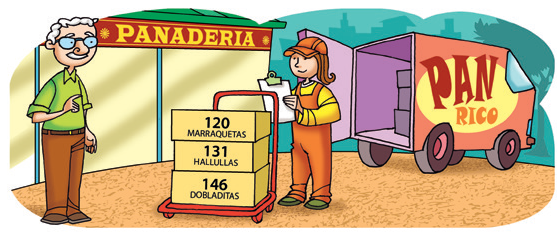 PANADERIA
120
MARRAQUETAS
131
HALLULLAS
146
DOBLADITAS
PAN
RICO